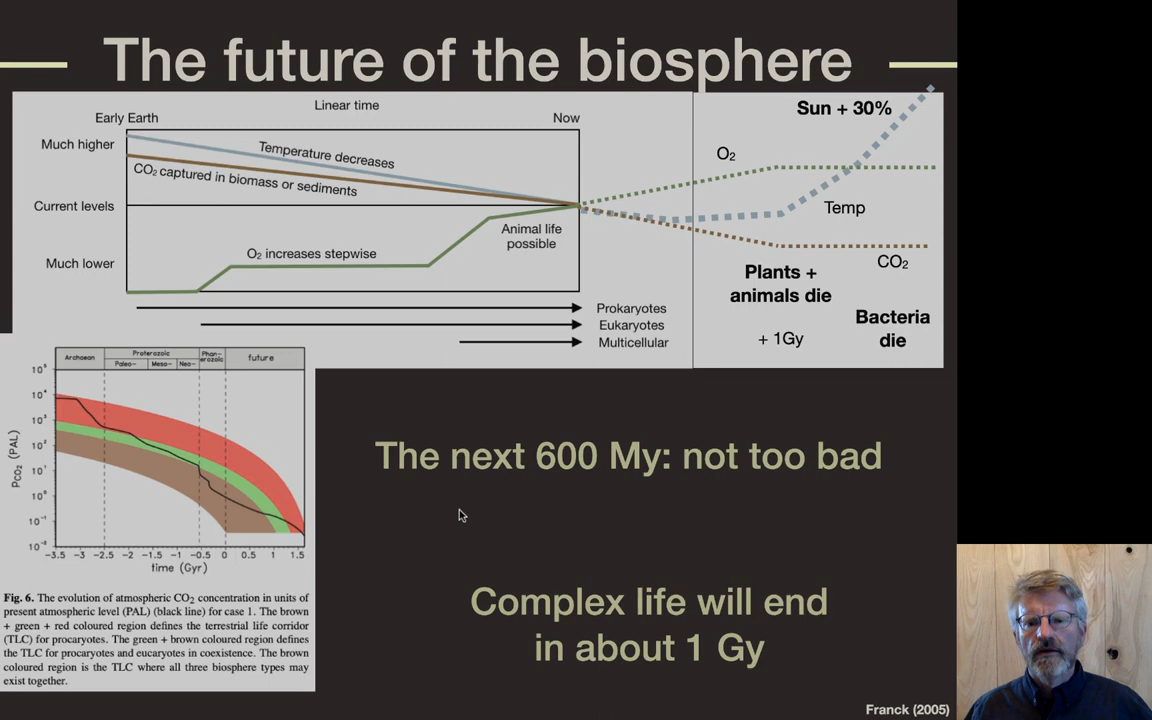 The future of the biosphere
Linear time
Early Earth
Now
Much higher
Current levels
Much lower
Temperature decreases
CO₂ captured in biomass or sediments
O₂ increases stepwise
Animal life
possible
Prokaryotes
Eukaryotes
Multicellular
Sun + 30%
O₂
Temp
CO₂
Plants +
animals die
+ 1Gy
Bacteria
die
Archaean
Proterozoic
Paleo-
Meso-
Neo-
Phan-
erozoic
future
10⁵
10⁴
10³
10²
10¹
10⁰
10⁻¹
10⁻²
PCO₂ (PAL)
-3.5 -3 -2.5 -2 -1.5 -1 -0.5 0 0.5 1 1.5
time (Gyr)
Fig. 6. The evolution of atmospheric CO₂ concentration in units of
present atmospheric level (PAL) (black line) for case 1. The brown
+ green + red coloured region defines the terrestrial life corridor
(TLC) for procaryotes. The green + brown coloured region defines
the TLC for procaryotes and eucaryotes in coexistence. The brown
coloured region is the TLC where all three biosphere types may
exist together.
The next 600 My: not too bad
Complex life will end
in about 1 Gy
Franck (2005)